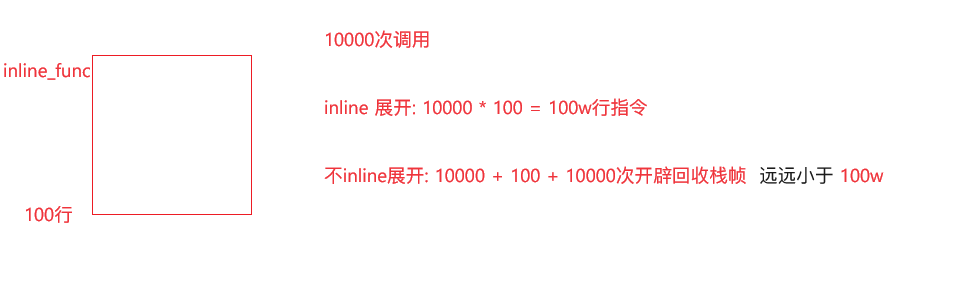 10000次调用
inline_func
inline 展开: 10000 * 100 = 100w行指令
不inline展开: 10000 + 100 + 10000次开辟回收栈帧 远远小于 100w
100行